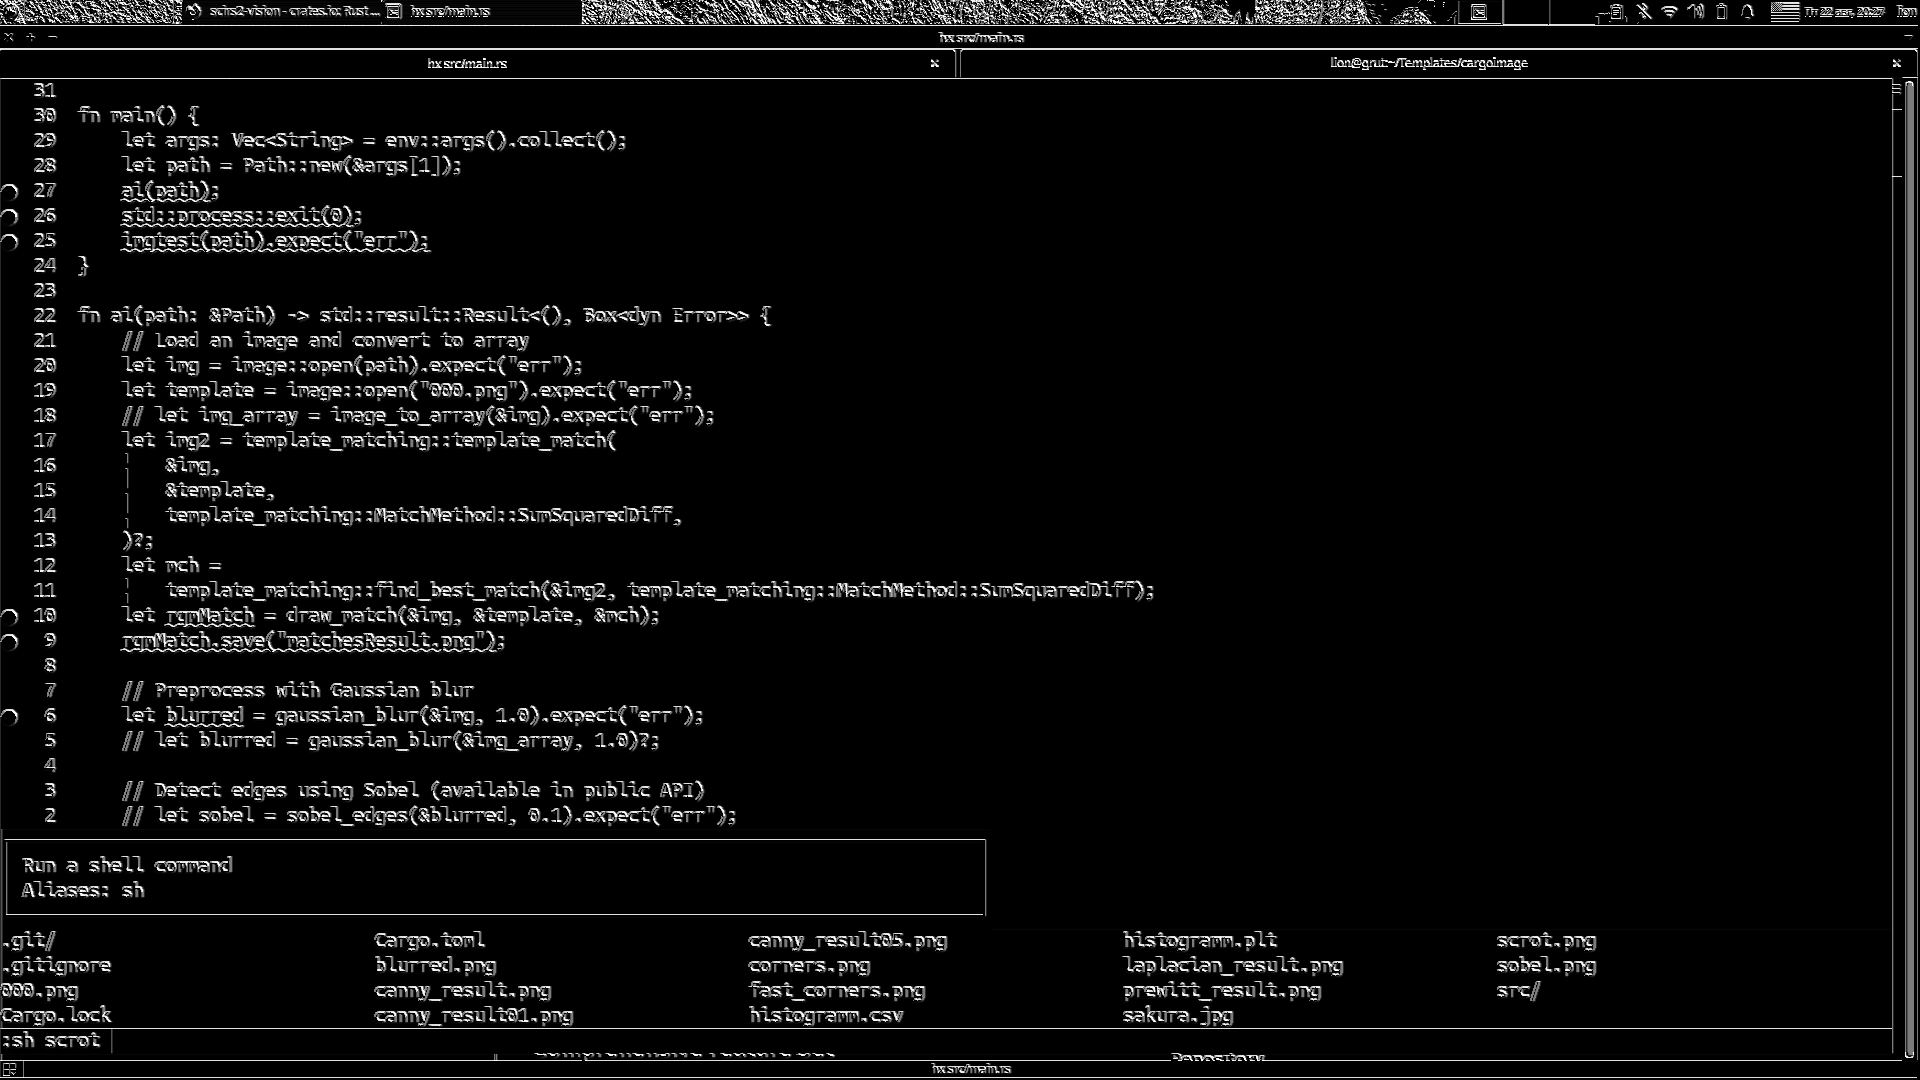 scirs2-vision - crates.io: Rust... hx src/main.rs
hx src/main.rs
hx src/main.rs lion@grut:~/Templates/cargoImage
31
30 fn main() {
29 let args: Vec<String> = env::args().collect();
28 let path = Path::new(&args[1]);
27 ai(path);
26 std::process::exit(0);
25 imgtest(path).expect("err");
24 }
23
22 fn ai(path: &Path) -> std::result::Result<(), Box<dyn Error>> {
21 // Load an image and convert to array
20 let img = image::open(path).expect("err");
19 let template = image::open("000.png").expect("err");
18 // let img_array = image_to_array(&img).expect("err");
17 let img2 = template_matching::template_match(
16 &img,
15 &template,
14 template_matching::MatchMethod::SumSquaredDiff,
13 )?;
12 let mch =
11 template_matching::find_best_match(&img2, template_matching::MatchMethod::SumSquaredDiff);
10 let rgmMatch = draw_match(&img, &template, &mch);
9 rgmMatch.save("matchesResult.png");
8
7 // Preprocess with Gaussian blur
6 let blurred = gaussian_blur(&img, 1.0).expect("err");
5 // let blurred = gaussian_blur(&img_array, 1.0)?;
4
3 // Detect edges using Sobel (available in public API)
2 // let sobel = sobel_edges(&blurred, 0.1).expect("err");
Run a shell command
Aliases: sh
.git/ Cargo.toml canny_result05.png histogramm.plt scrot.png
.gitignore blurred.png corners.png laplacian_result.png sobel.png
000.png canny_result.png fast_corners.png prewitt_result.png src/
Cargo.lock canny_result01.png histogramm.csv sakura.jpg
:sh scrot
Repository
hx src/main.rs